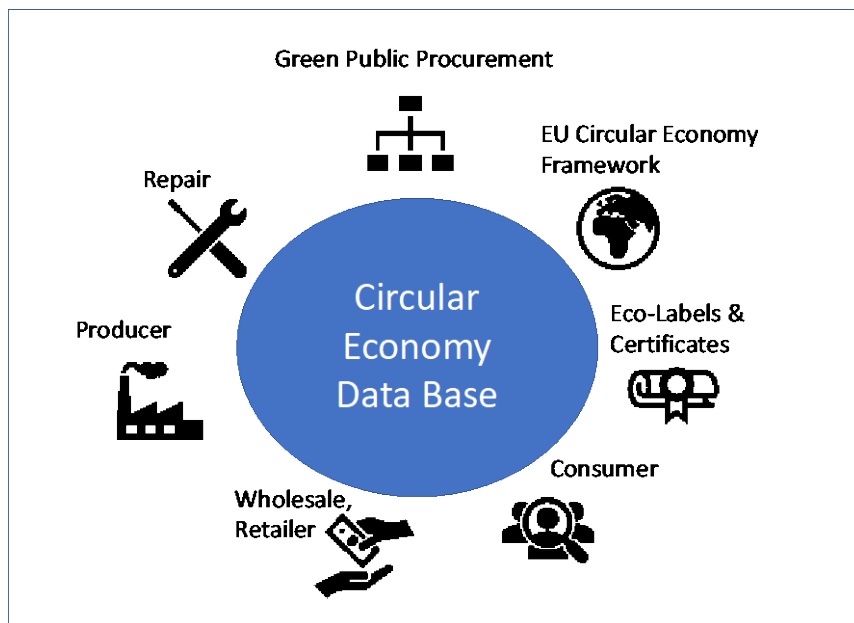 Green Public Procurement
EU Circular Economy
Framework
Repair
Circular
Economy
Data Base
Eco-Labels &
Certificates
Producer
Consumer
Wholesale,
Retailer